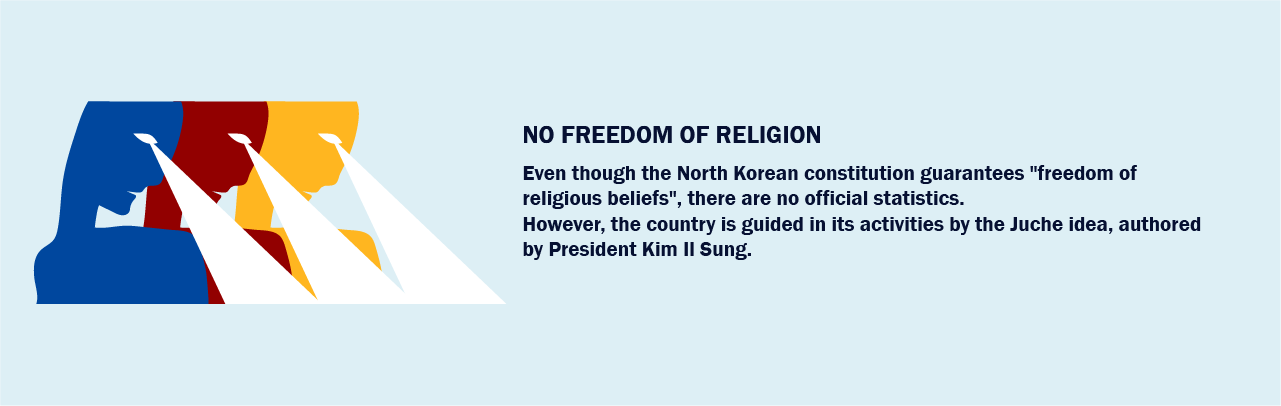 NO FREEDOM OF RELIGION
Even though the North Korean constitution guarantees "freedom of
religious beliefs", there are no official statistics.
However, the country is guided in its activities by the Juche idea, authored
by President Kim Il Sung.